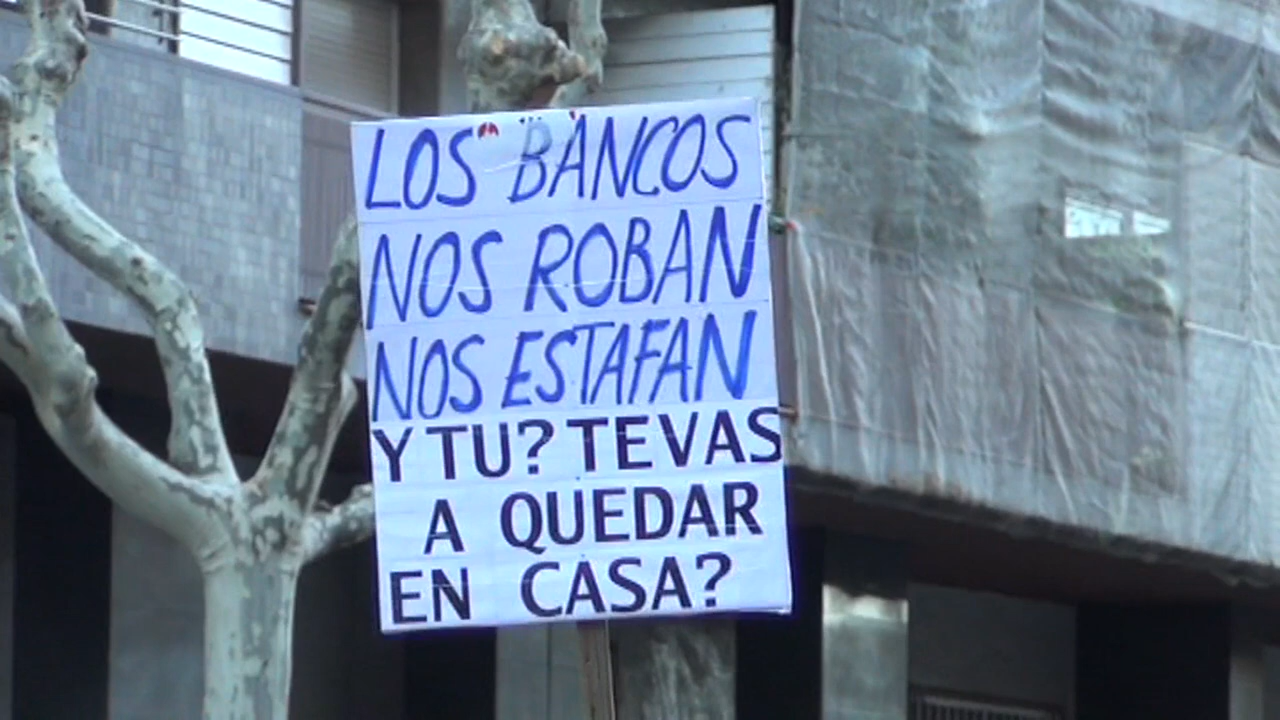 LOS BANCOS
NOS ROBAN
NOS ESTAFAN
Y TU? TEVAS
A QUEDAR
EN CASA?